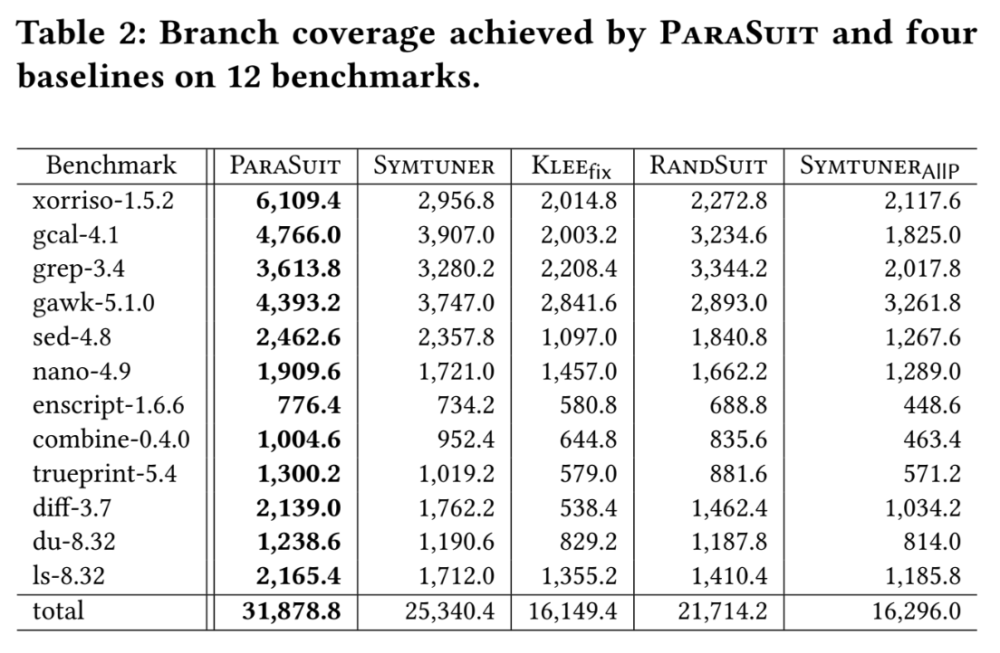 Table 2: Branch coverage achieved by PARASUIT and four
baselines on 12 benchmarks.
Benchmark PARASUIT SYMTUNER KLEEfix RANDSUIT SYMTUNERAllP
xorriso-1.5.2 6,109.4 2,956.8 2,014.8 2,272.8 2,117.6
gcal-4.1 4,766.0 3,907.0 2,003.2 3,234.6 1,825.0
grep-3.4 3,613.8 3,280.2 2,208.4 3,344.2 2,017.8
gawk-5.1.0 4,393.2 3,747.0 2,841.6 2,893.0 3,261.8
sed-4.8 2,462.6 2,357.8 1,097.0 1,840.8 1,267.6
nano-4.9 1,909.6 1,721.0 1,457.0 1,662.2 1,289.0
enscript-1.6.6 776.4 734.2 580.8 688.8 448.6
combine-0.4.0 1,004.6 952.4 644.8 835.6 463.4
trueprint-5.4 1,300.2 1,019.2 579.0 881.6 571.2
diff-3.7 2,139.0 1,762.2 538.4 1,462.4 1,034.2
du-8.32 1,238.6 1,190.6 829.2 1,187.8 814.0
ls-8.32 2,165.4 1,712.0 1,355.2 1,410.4 1,185.8
total 31,878.8 25,340.4 16,149.4 21,714.2 16,296.0